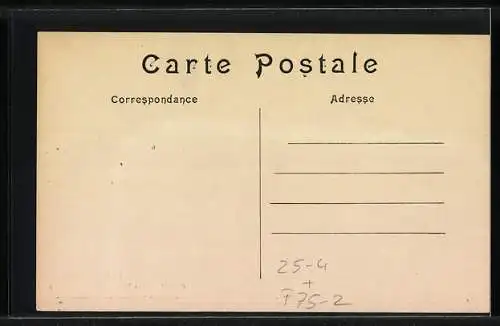 Carte Postale
Correspondance
Adresse
25-4
+
F75-2